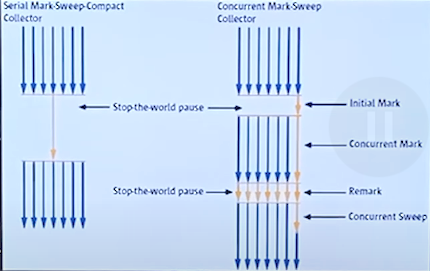 Serial Mark-Sweep-Compact
Collector
Concurrent Mark-Sweep
Collector
Stop-the-world pause
Initial Mark
Concurrent Mark
Stop-the-world pause
Remark
Concurrent Sweep